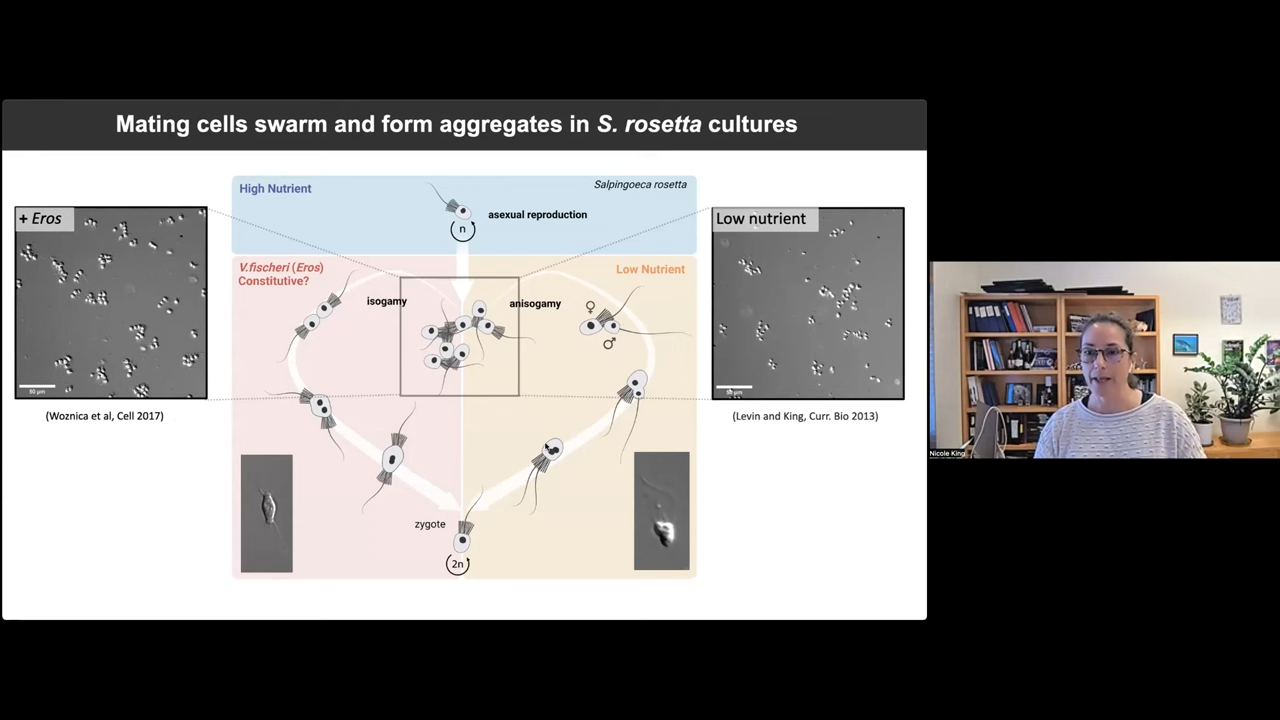 Mating cells swarm and form aggregates in S. rosetta cultures
High Nutrient
Salpingoeca rosetta
asexual reproduction
n
+ Eros
50 µm
(Woznica et al, Cell 2017)
V.fischeri (Eros)
Constitutive?
Low Nutrient
isogamy
anisogamy
♀
♂
zygote
2n
Low nutrient
(Levin and King, Curr. Bio 2013)
Nicole King